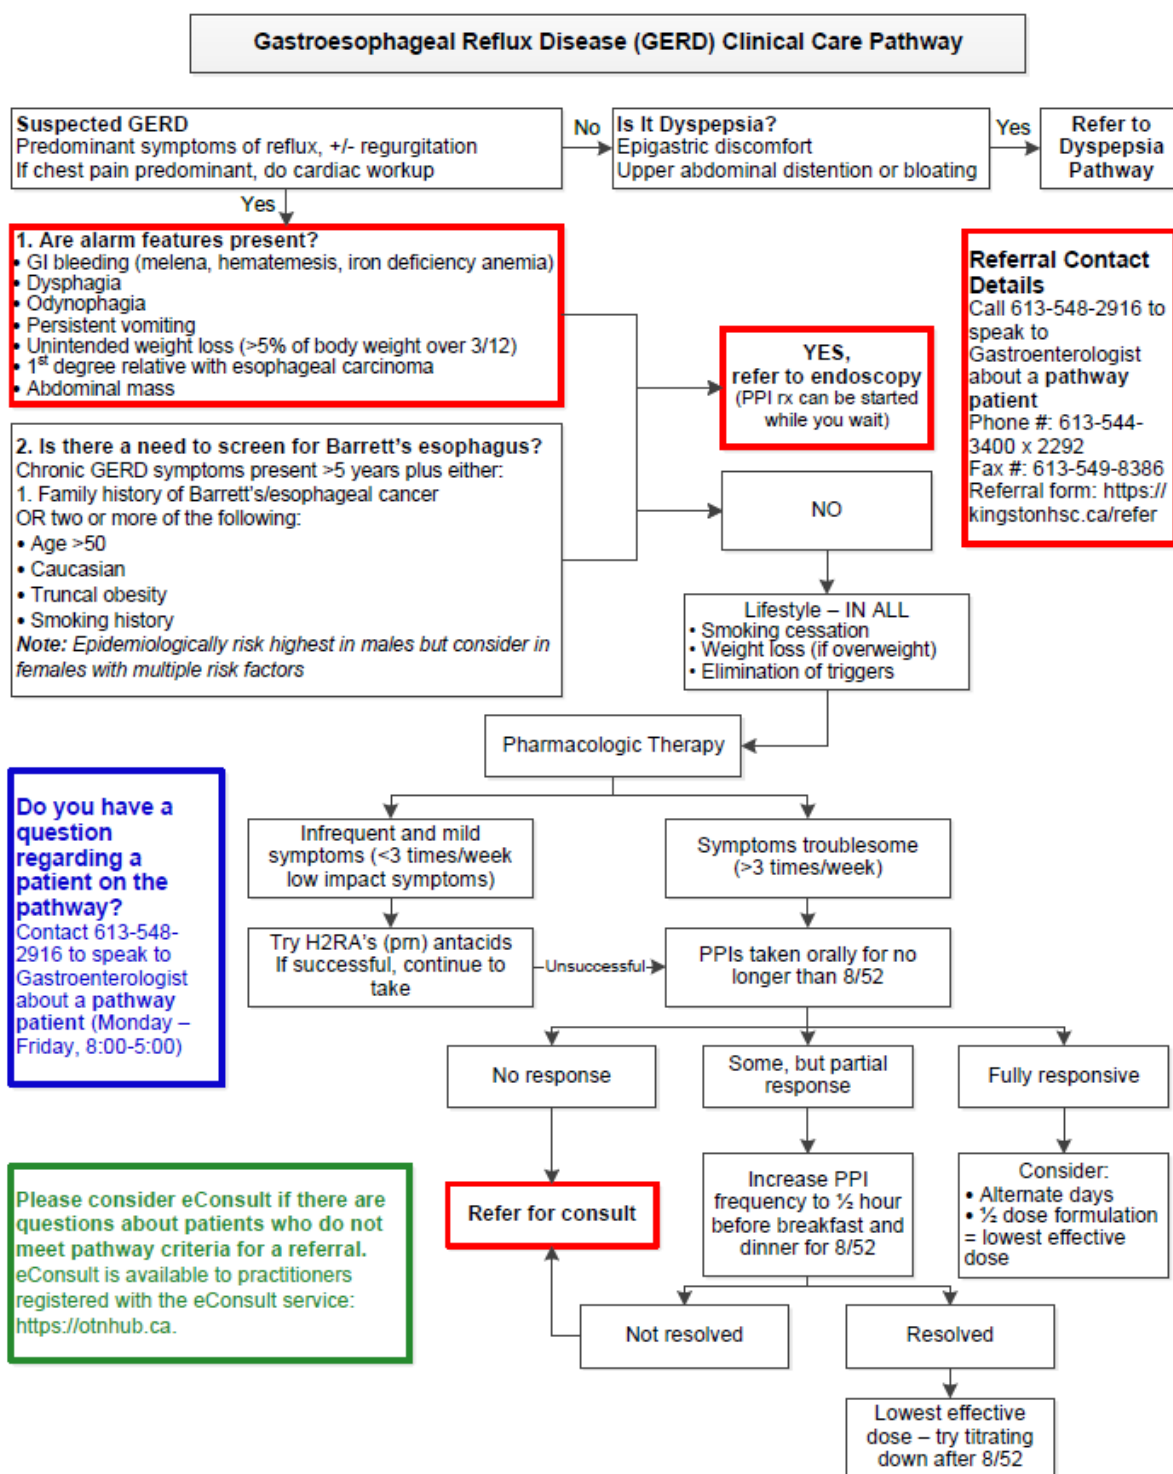 Gastroesophageal Reflux Disease (GERD) Clinical Care Pathway
Suspected GERD
Predominant symptoms of reflux, +/- regurgitation
If chest pain predominant, do cardiac workup
No
Is It Dyspepsia?
Epigastric discomfort
Upper abdominal distention or bloating
Yes
Refer to
Dyspepsia
Pathway
Yes
1. Are alarm features present?
• GI bleeding (melena, hematemesis, iron deficiency anemia)
• Dysphagia
• Odynophagia
• Persistent vomiting
• Unintended weight loss (>5% of body weight over 3/12)
• 1st degree relative with esophageal carcinoma
• Abdominal mass
YES,
refer to endoscopy
(PPI rx can be started
while you wait)
Referral Contact
Details
Call 613-548-2916 to
speak to
Gastroenterologist
about a pathway
patient
Phone #: 613-544-
3400 x 2292
Fax #: 613-549-8386
Referral form: https://
kingstonhsc.ca/refer
2. Is there a need to screen for Barrett's esophagus?
Chronic GERD symptoms present >5 years plus either:
1. Family history of Barrett's/esophageal cancer
OR two or more of the following:
• Age >50
• Caucasian
• Truncal obesity
• Smoking history
Note: Epidemiologically risk highest in males but consider in
females with multiple risk factors
NO
Lifestyle – IN ALL
• Smoking cessation
• Weight loss (if overweight)
• Elimination of triggers
Pharmacologic Therapy
Do you have a
question
regarding a
patient on the
pathway?
Contact 613-548-
2916 to speak to
Gastroenterologist
about a pathway
patient (Monday –
Friday, 8:00-5:00)
Infrequent and mild
symptoms (<3 times/week
low impact symptoms)
Symptoms troublesome
(>3 times/week)
Try H2RA's (prn) antacids
If successful, continue to
take
Unsuccessful
PPIs taken orally for no
longer than 8/52
No response
Some, but partial
response
Fully responsive
Refer for consult
Increase PPI
frequency to ½ hour
before breakfast and
dinner for 8/52
Consider:
• Alternate days
• ½ dose formulation
= lowest effective
dose
Please consider eConsult if there are
questions about patients who do not
meet pathway criteria for a referral.
eConsult is available to practitioners
registered with the eConsult service:
https://otnhub.ca.
Not resolved
Resolved
Lowest effective
dose – try titrating
down after 8/52